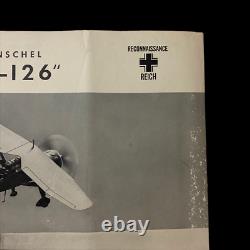 NSCHEL
-126"
RECONNAISSANCE
REICH